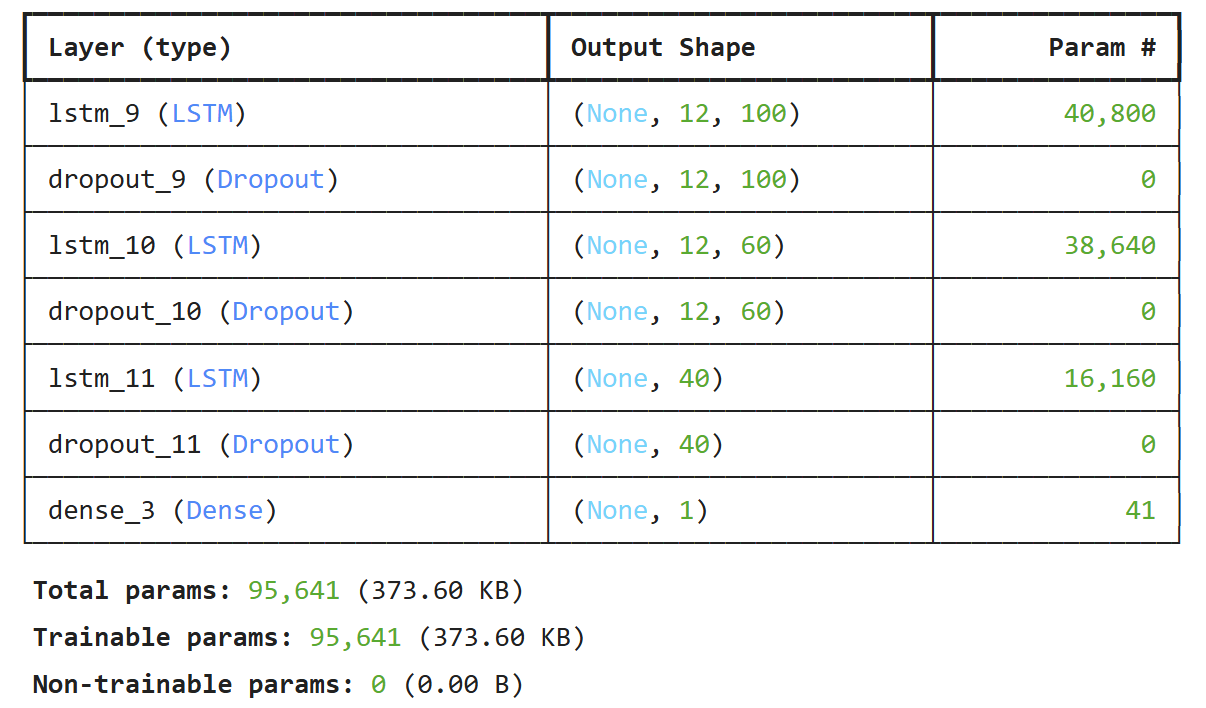 Layer (type) Output Shape Param #
lstm_9 (LSTM) (None, 12, 100) 40,800
dropout_9 (Dropout) (None, 12, 100) 0
lstm_10 (LSTM) (None, 12, 60) 38,640
dropout_10 (Dropout) (None, 12, 60) 0
lstm_11 (LSTM) (None, 40) 16,160
dropout_11 (Dropout) (None, 40) 0
dense_3 (Dense) (None, 1) 41
Total params: 95,641 (373.60 KB)
Trainable params: 95,641 (373.60 KB)
Non-trainable params: 0 (0.00 B)